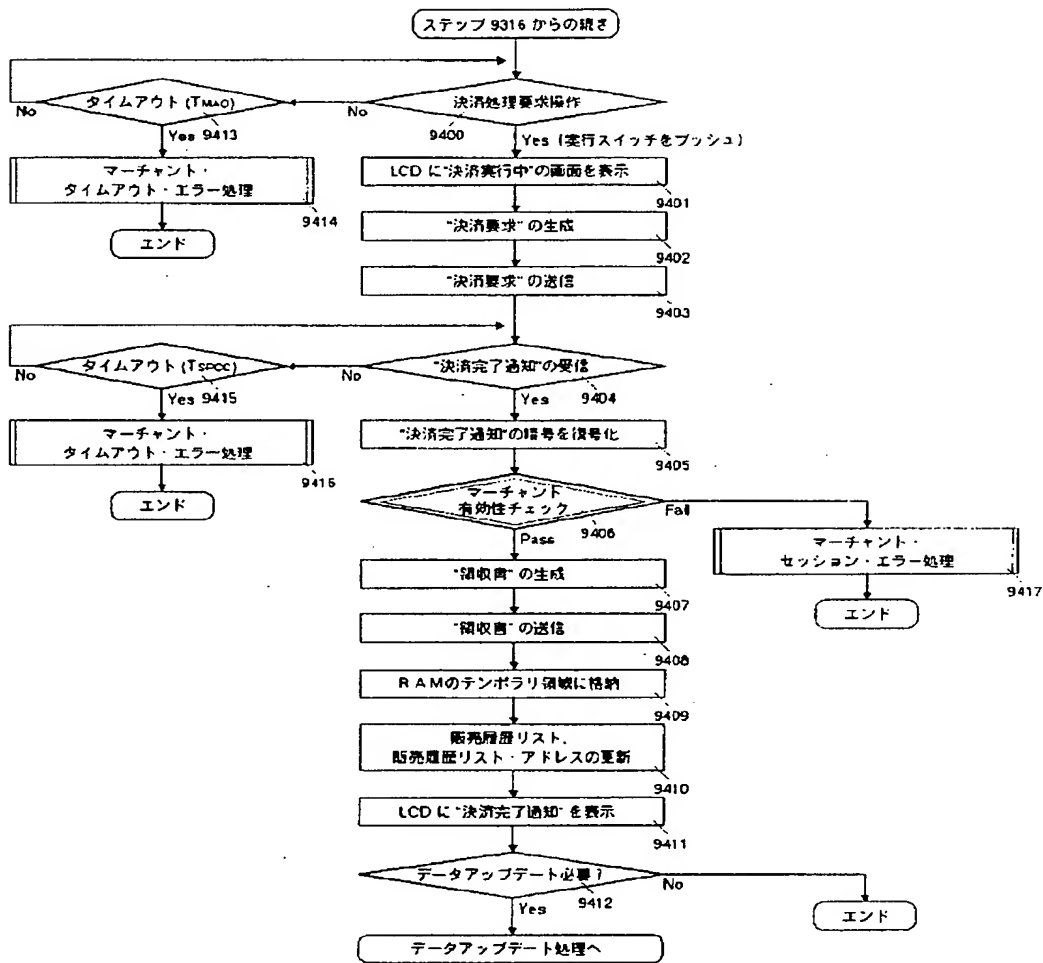 ステップ 9316 からの続き
決済処理要求操作
9400
No
タイムアウト (TMAO)
9413
No
Yes
マーチャント・
タイムアウト・エラー処理
9414
エンド
Yes (実行スイッチをプッシュ)
LCD に"決済実行中"の画面を表示
9401
"決済要求" の生成
9402
"決済要求" の送信
9403
"決済完了通知"の受信
9404
No
タイムアウト (TSPCC)
9415
No
Yes
マーチャント・
タイムアウト・エラー処理
9416
エンド
Yes
"決済完了通知"の暗号を復号化
9405
マーチャント
有効性チェック
9406
Fail
マーチャント・
セッション・エラー処理
9417
エンド
Pass
"領収書" の生成
9407
"領収書" の送信
9408
RAMのテンポラリ領域に格納
9409
販売履歴リスト、
販売履歴リスト・アドレスの更新
9410
LCD に "決済完了通知" を表示
9411
データアップデート必要?
9412
No
エンド
Yes
データアップデート処理へ